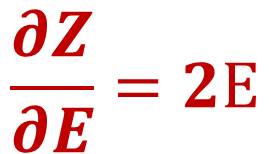 ∂Z/∂E = 2E